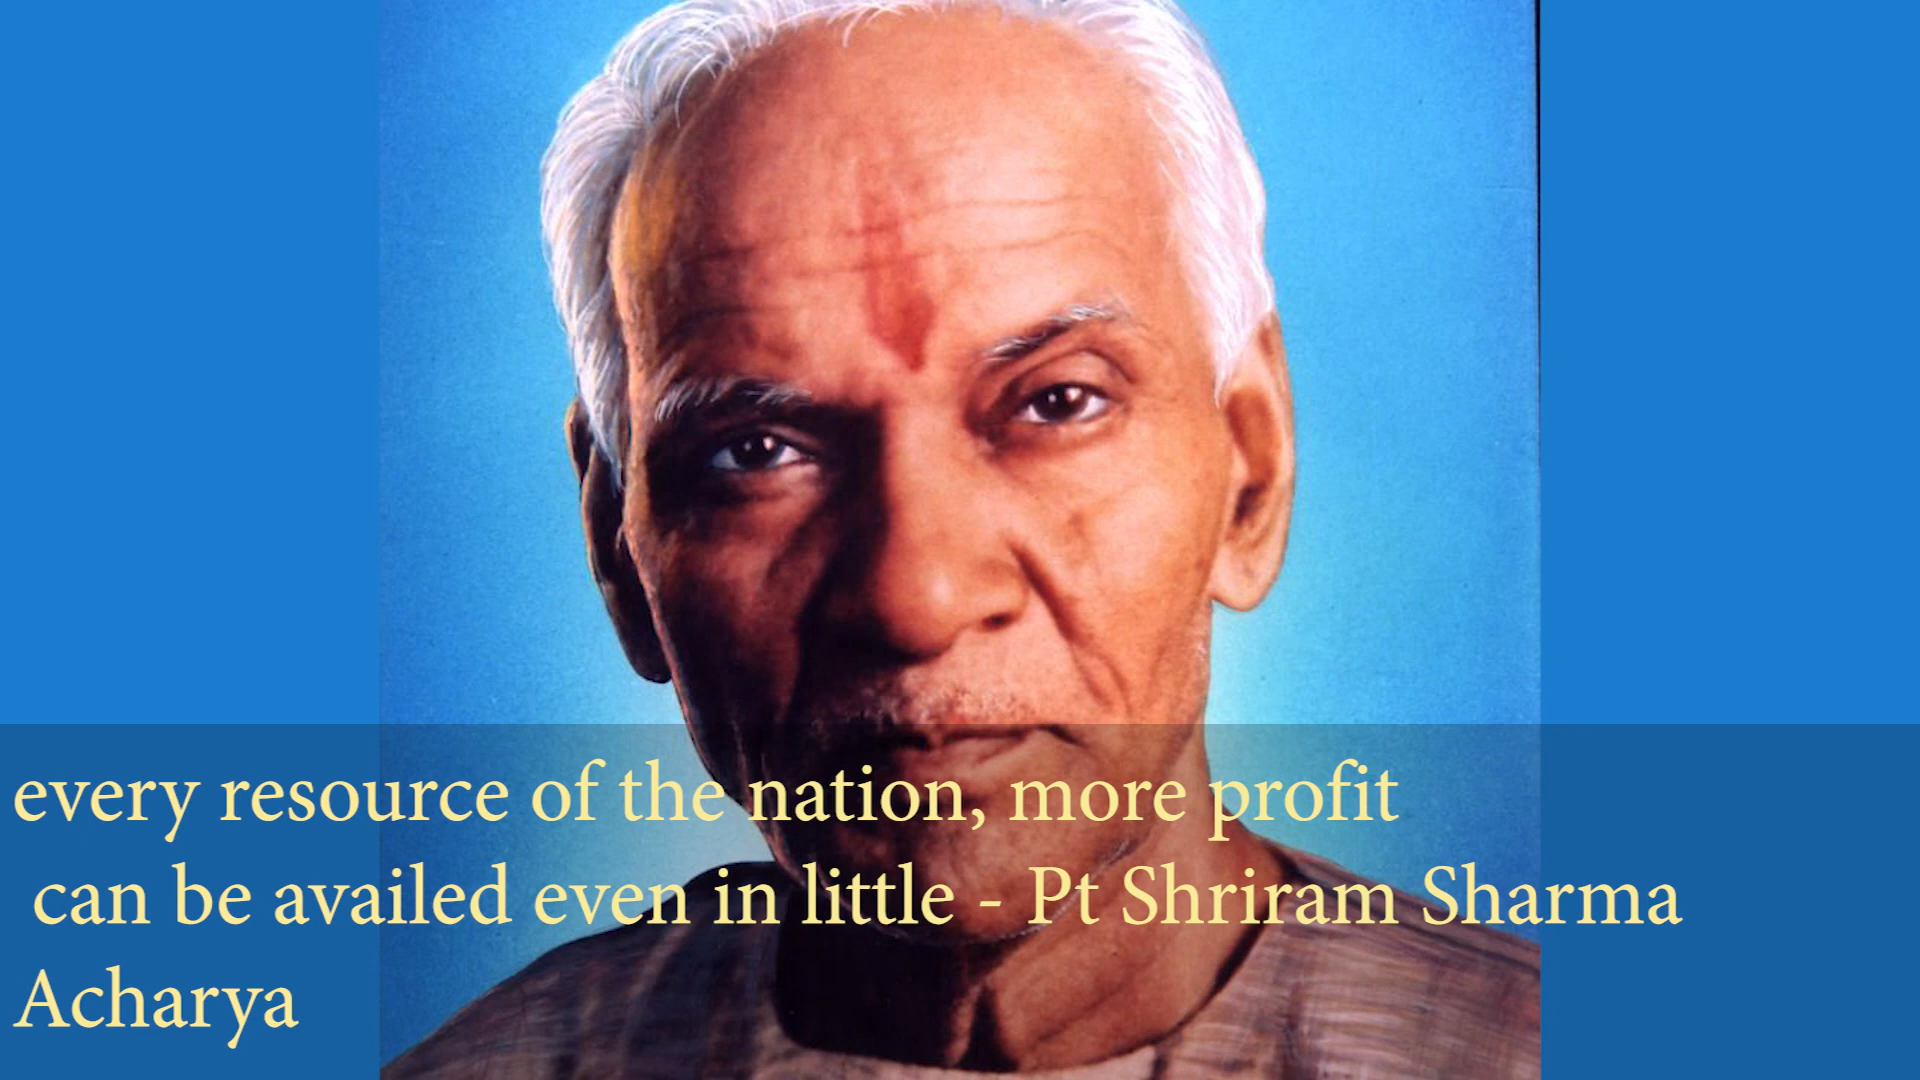 every resource of the nation, more profit
can be availed even in little - Pt Shriram Sharma
Acharya